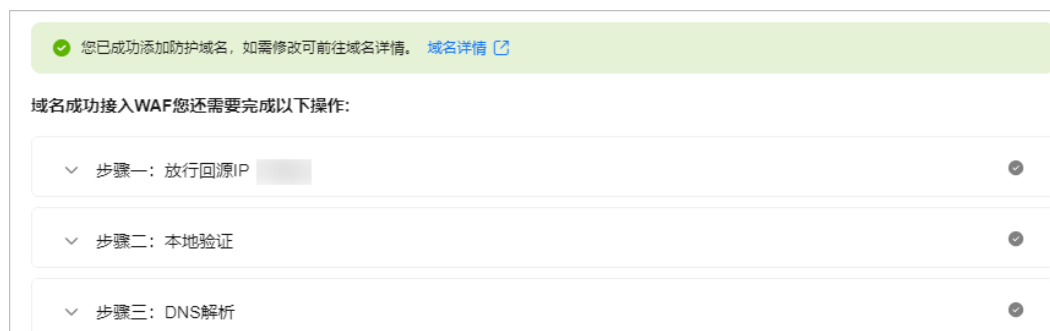 您已成功添加防护域名，如需修改可前往域名详情。 域名详情
域名成功接入WAF您还需要完成以下操作：
步骤一：放行回源IP
步骤二：本地验证
步骤三：DNS解析